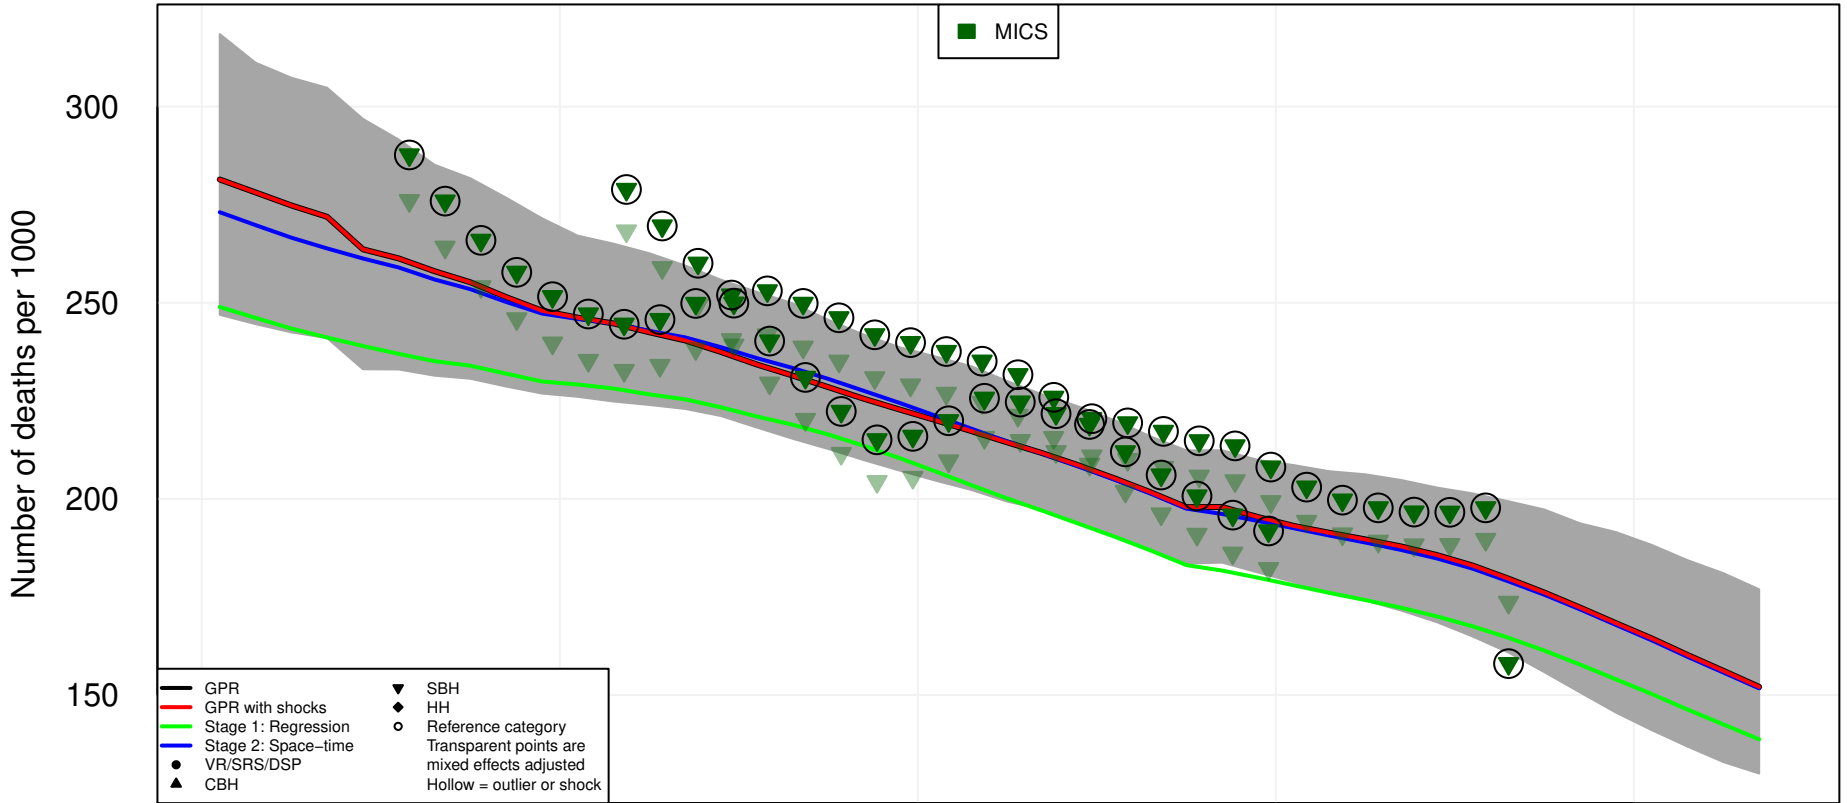 MICS
300
250
200
150
Number of deaths per 1000
GPR
GPR with shocks
Stage 1: Regression
Stage 2: Space−time
VR/SRS/DSP
CBH
SBH
HH
Reference category
Transparent points are
mixed effects adjusted
Hollow = outlier or shock